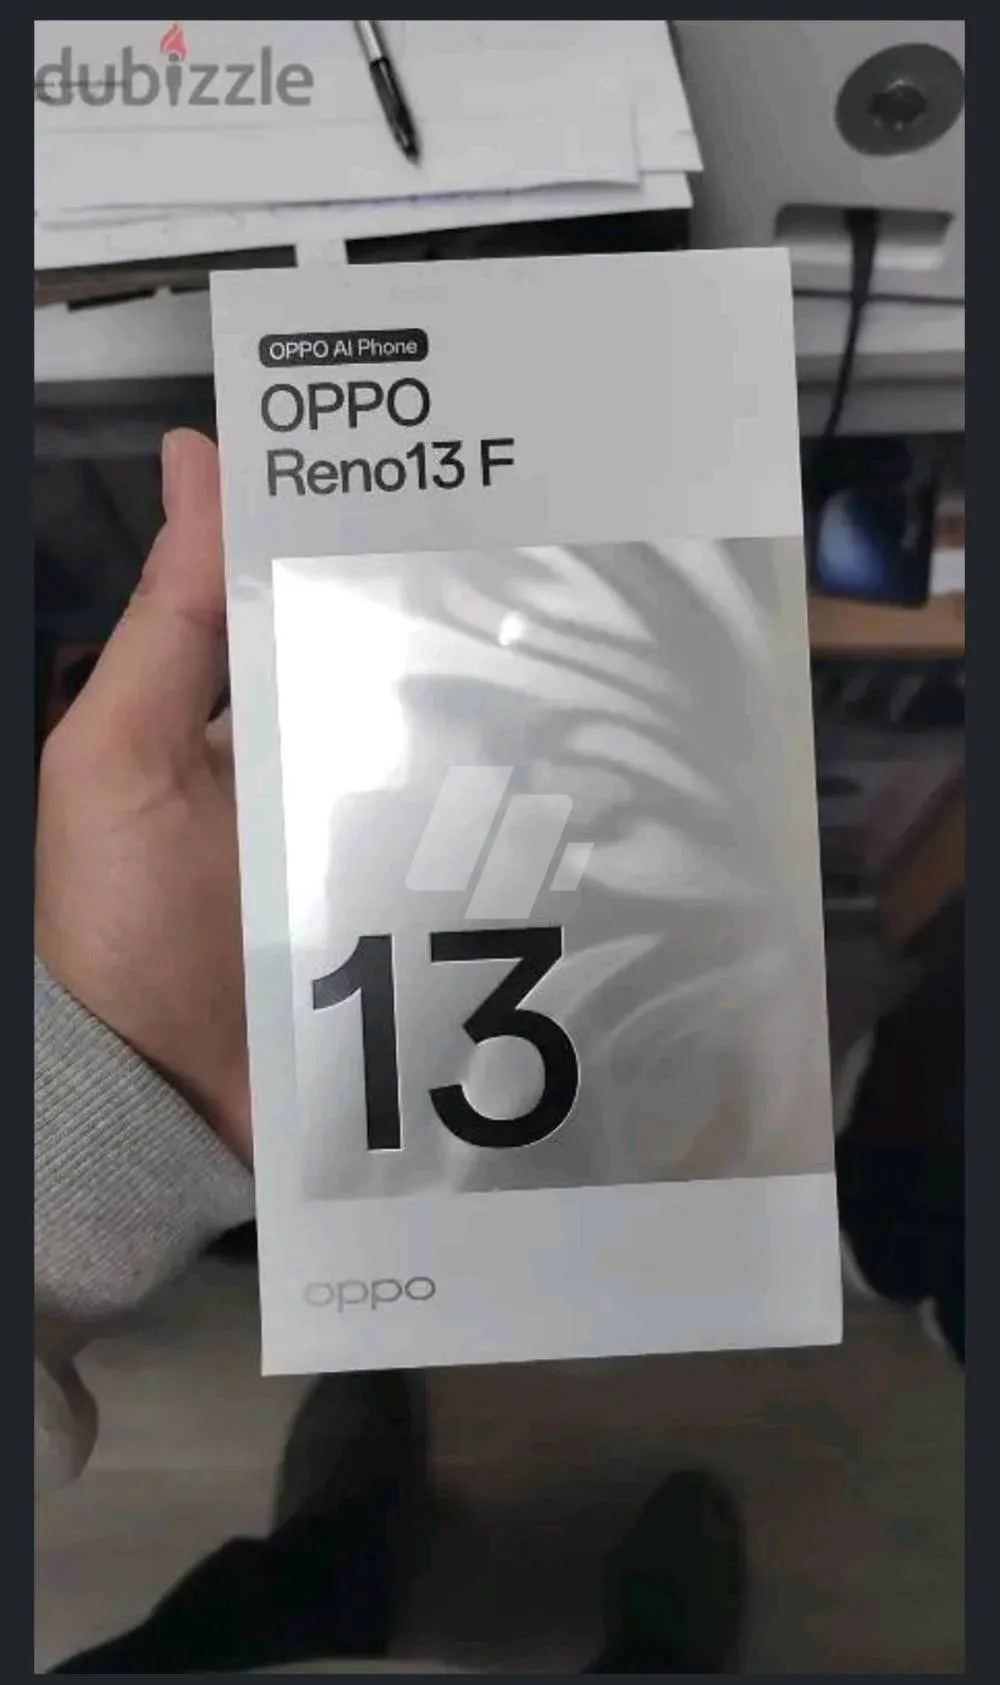 dubizzle
OPPO AI Phone
OPPO
Reno13 F
13
oppo